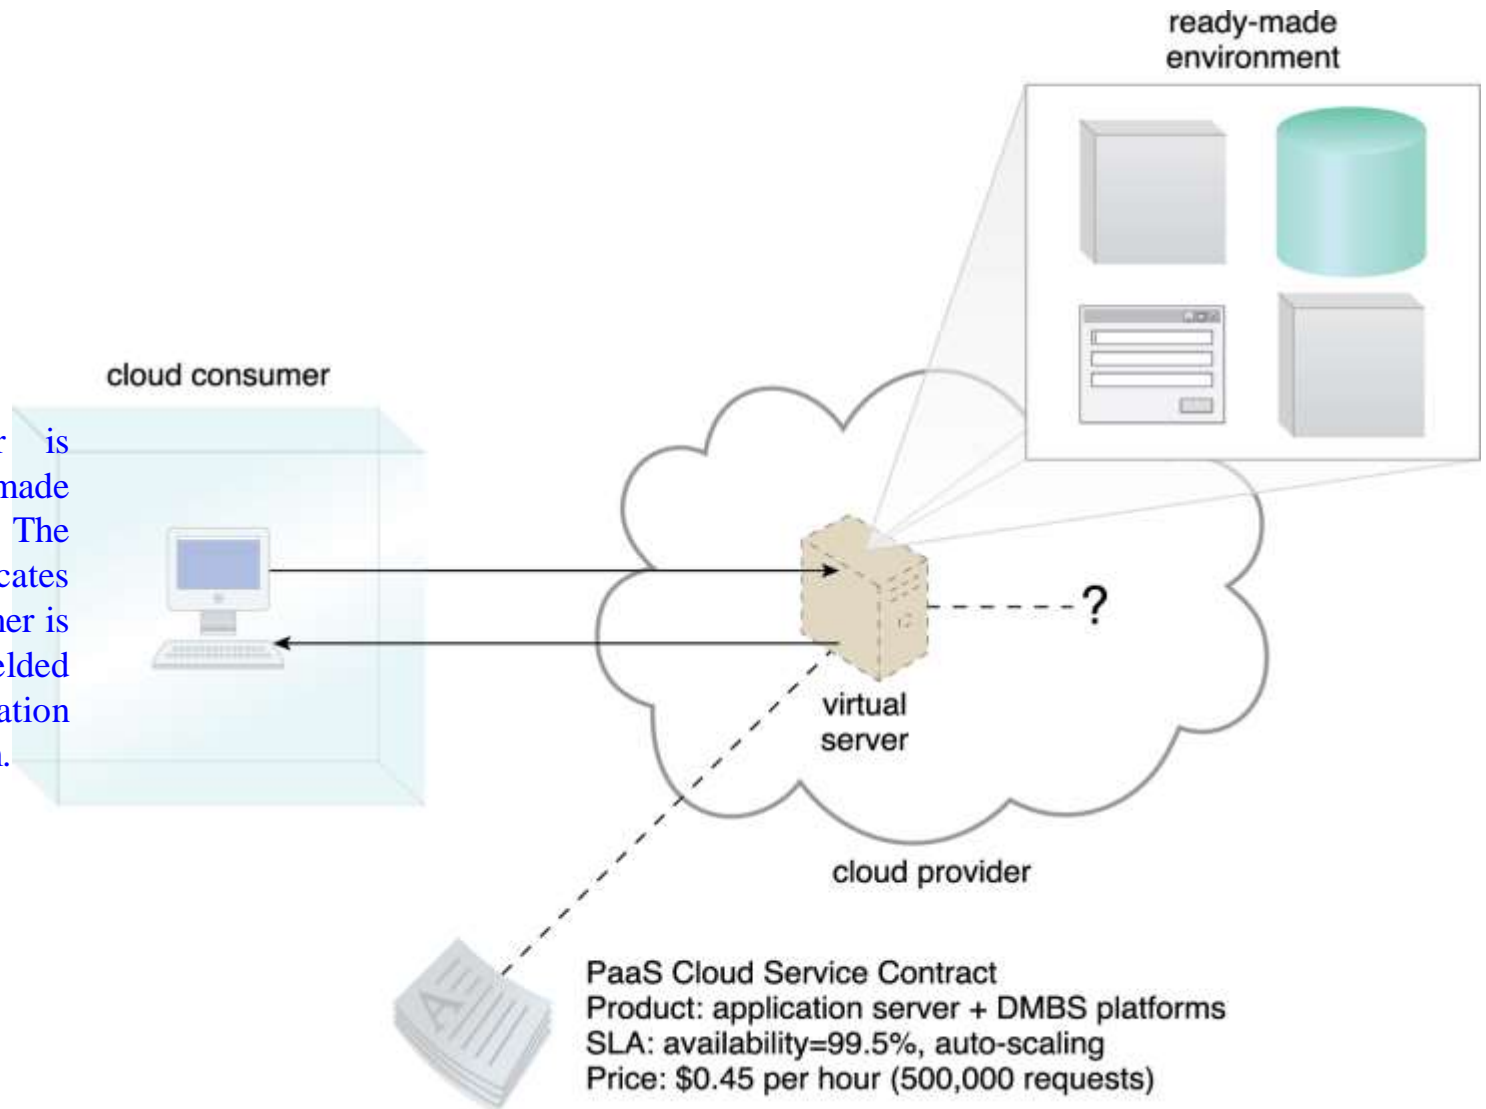 ready-made
environment
cloud consumer
is
made
The
cates
is
ation
virtual
server
?
cloud provider
A
PaaS Cloud Service Contract
Product: application server + DMBS platforms
SLA: availability=99.5%, auto-scaling
Price: $0.45 per hour (500,000 requests)